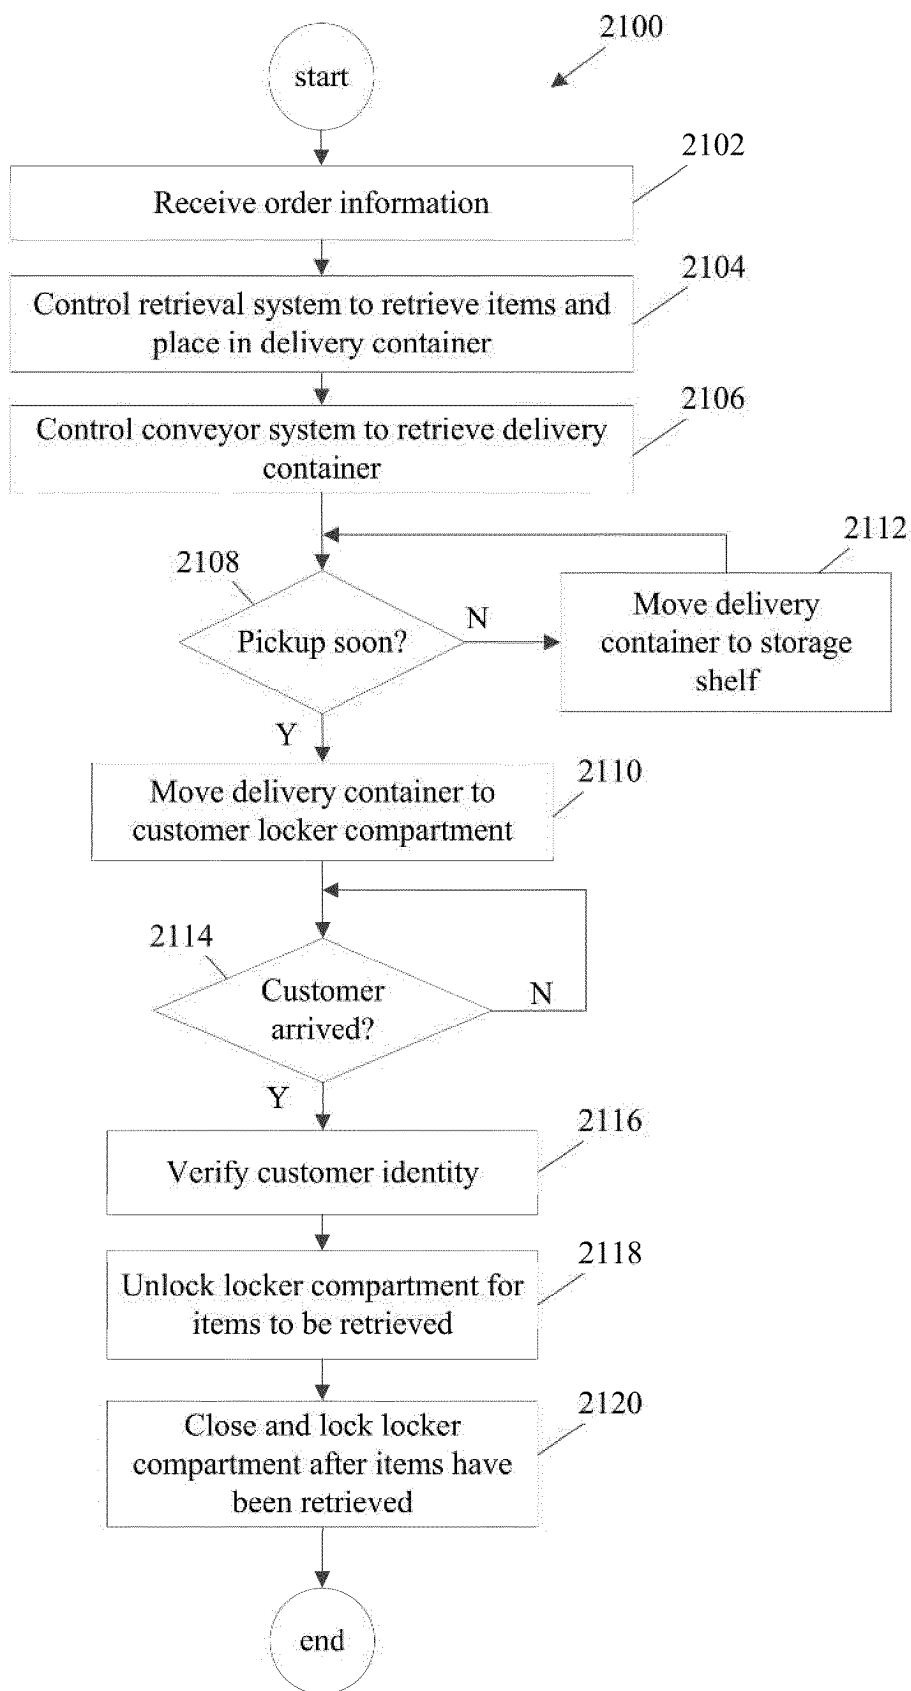 2100
start
2102
Receive order information
2104
Control retrieval system to retrieve items and
place in delivery container
2106
Control conveyor system to retrieve delivery
container
2112
2108
Pickup soon?
N
Move delivery
container to storage
shelf
Y
2110
Move delivery container to
customer locker compartment
2114
Customer
arrived?
N
Y
2116
Verify customer identity
2118
Unlock locker compartment for
items to be retrieved
2120
Close and lock locker
compartment after items have
been retrieved
end